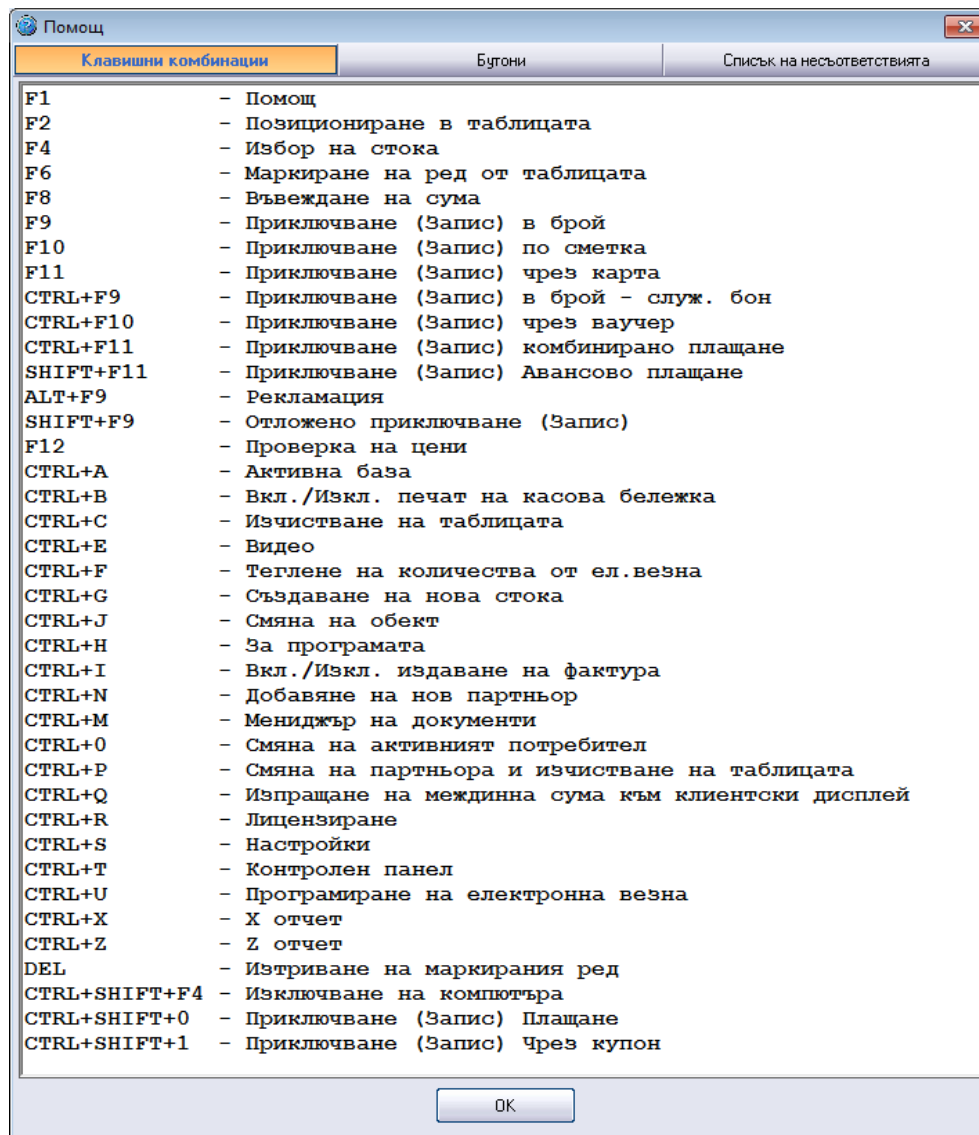 Помощ
Клавишни комбинации Бутони Списък на несъответствията
F1 - Помощ
F2 - Позициониране в таблицата
F4 - Избор на стока
F6 - Маркиране на ред от таблицата
F8 - Въвеждане на сума
F9 - Приключване (Запис) в брой
F10 - Приключване (Запис) по сметка
F11 - Приключване (Запис) чрез карта
CTRL+F9 - Приключване (Запис) в брой - служ. бон
CTRL+F10 - Приключване (Запис) чрез ваучер
CTRL+F11 - Приключване (Запис) комбинирано плащане
SHIFT+F11 - Приключване (Запис) Авансово плащане
ALT+F9 - Рекламация
SHIFT+F9 - Отложено приключване (Запис)
F12 - Проверка на цени
CTRL+A - Активна база
CTRL+B - Вкл./Изкл. печат на касова бележка
CTRL+C - Изчистване на таблицата
CTRL+E - Видео
CTRL+F - Теглене на количества от ел.везна
CTRL+G - Създаване на нова стока
CTRL+J - Смяна на обект
CTRL+H - За програмата
CTRL+I - Вкл./Изкл. издаване на фактура
CTRL+N - Добавяне на нов партньор
CTRL+M - Мениджър на документи
CTRL+0 - Смяна на активният потребител
CTRL+P - Смяна на партньора и изчистване на таблицата
CTRL+Q - Изпращане на междинна сума към клиентски дисплей
CTRL+R - Лицензиране
CTRL+S - Настройки
CTRL+T - Контролен панел
CTRL+U - Програмиране на електронна везна
CTRL+X - X отчет
CTRL+Z - Z отчет
DEL - Изтриване на маркирания ред
CTRL+SHIFT+F4 - Изключване на компютъра
CTRL+SHIFT+0 - Приключване (Запис) Плащане
CTRL+SHIFT+1 - Приключване (Запис) Чрез купон
OK